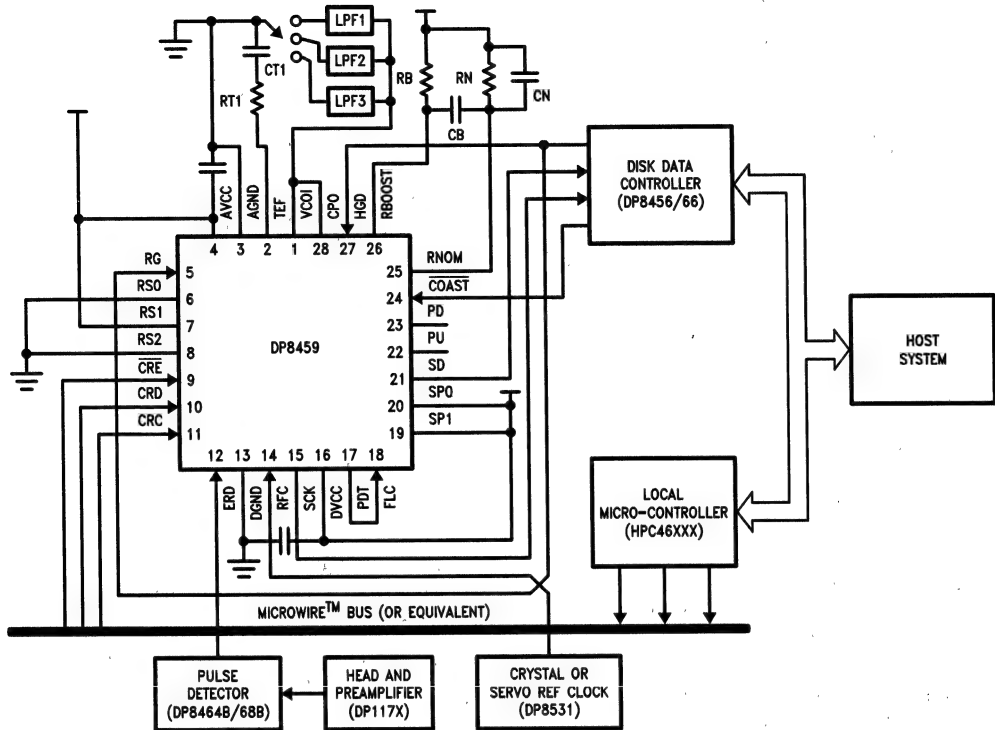 LPF1
LPF2
LPF3
CT1
RT1
RB
RN
CN
CB
AVCC
AGND
TEF
VCOI
CPO
HGD
RBOOST
4
3
2
1
28
27
26
RG
5
RS0
6
RS1
7
RS2
8
CRE
9
CRD
10
CRC
11
DP8459
25
RNOM
24
COAST
23
PD
22
PU
21
SD
20
SP0
19
SP1
12
13
14
15
16
17
18
ERD
DGND
RFC
SCK
DVCC
PDT
FLC
DISK DATA
CONTROLLER
(DP8456/66)
HOST
SYSTEM
LOCAL
MICRO-CONTROLLER
(HPC46XXX)
MICROWIRE™ BUS (OR EQUIVALENT)
PULSE
DETECTOR
(DP8464B/68B)
HEAD AND
PREAMPLIFIER
(DP117X)
CRYSTAL OR
SERVO REF CLOCK
(DP8531)